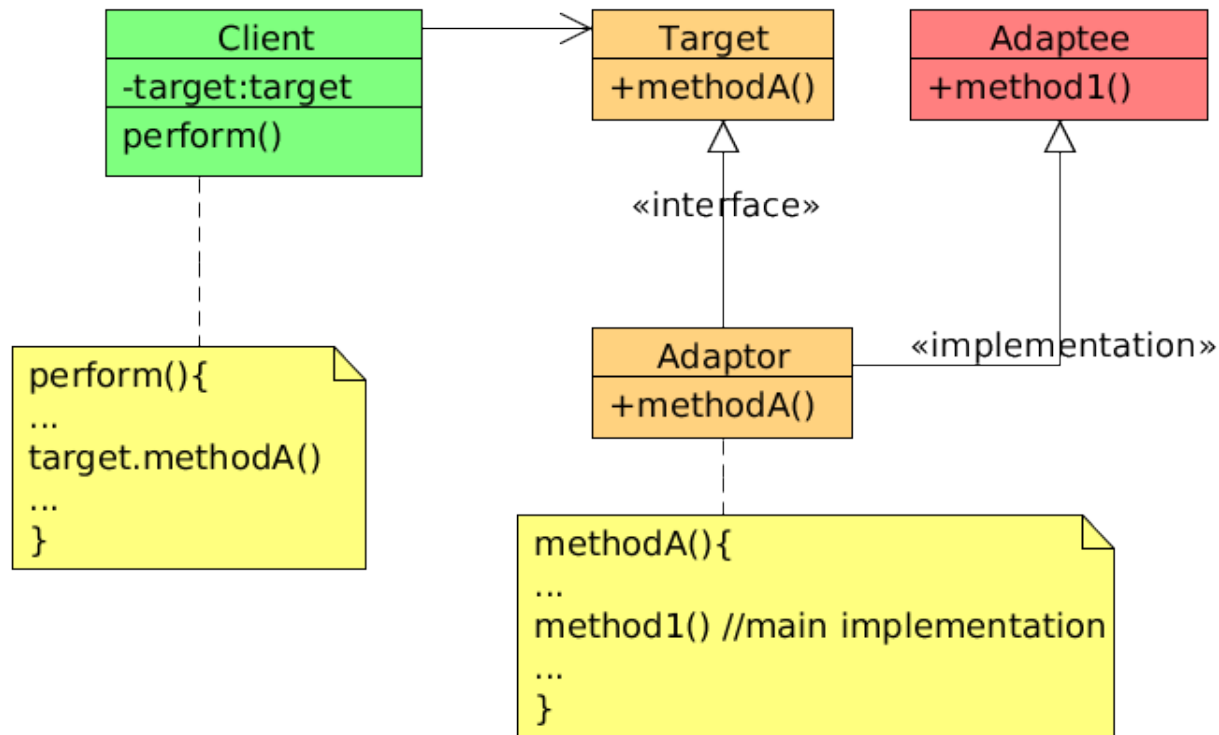 Client
-target:target
perform()
Target
+methodA()
Adaptee
+method1()
«interface»
Adaptor
+methodA()
«implementation»
perform(){
...
target.methodA()
...
}
methodA(){
...
method1() //main implementation
...
}